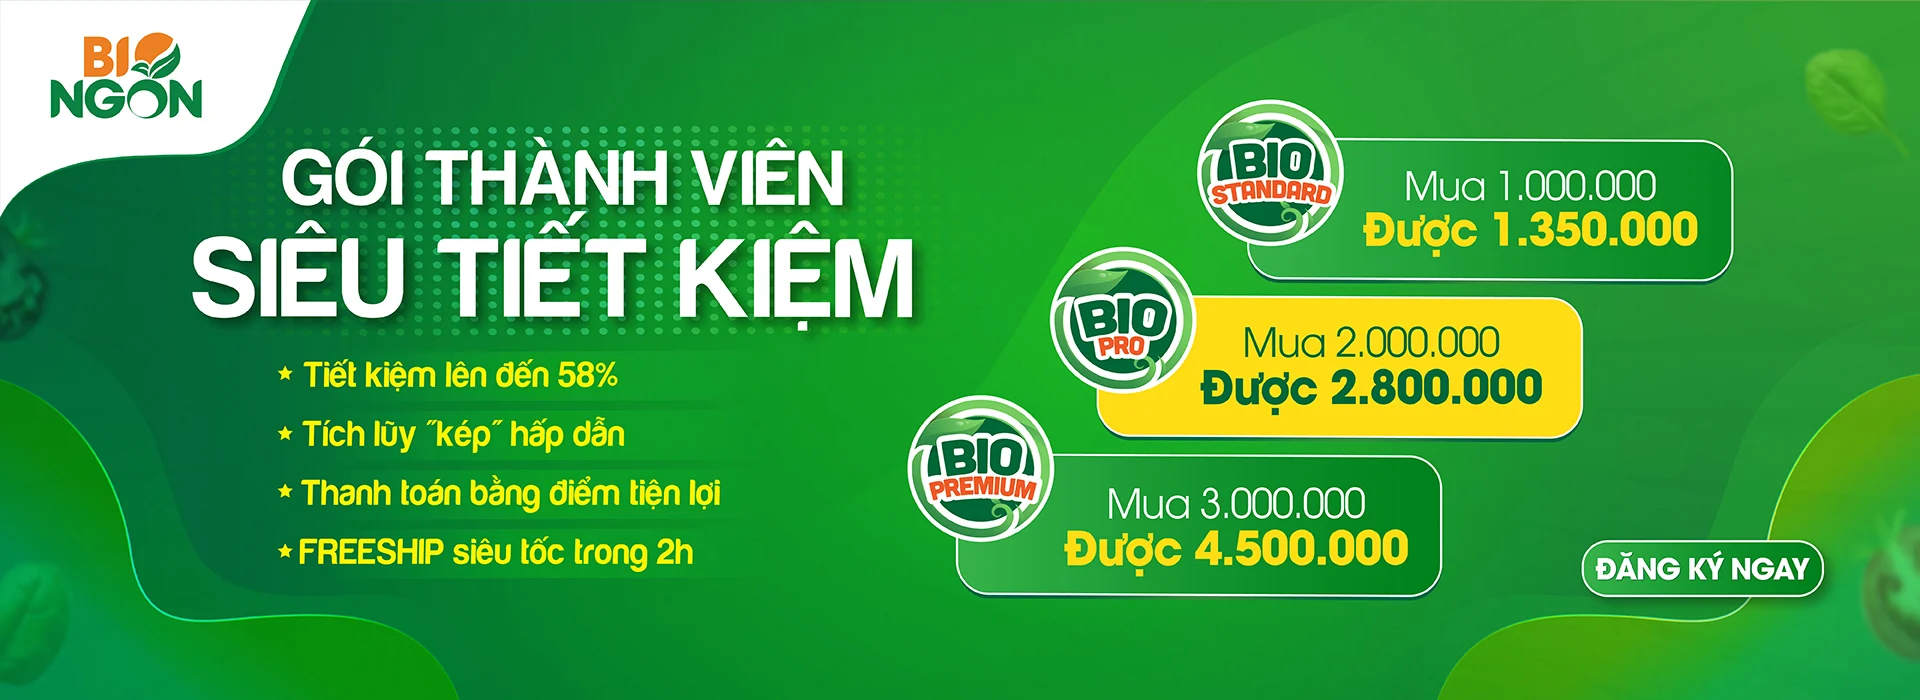 BIO
NGON
GÓI THÀNH VIÊN
SIÊU TIẾT KIỆM
Tiết kiệm lên đến 58%
Tích lũy "kép" hấp dẫn
Thanh toán bằng điểm tiện lợi
FREESHIP siêu tốc trong 2h
BIO
STANDARD
Mua 1.000.000
Được 1.350.000
BIO
PRO
Mua 2.000.000
Được 2.800.000
BIO
PREMIUM
Mua 3.000.000
Được 4.500.000
ĐĂNG KÝ NGAY